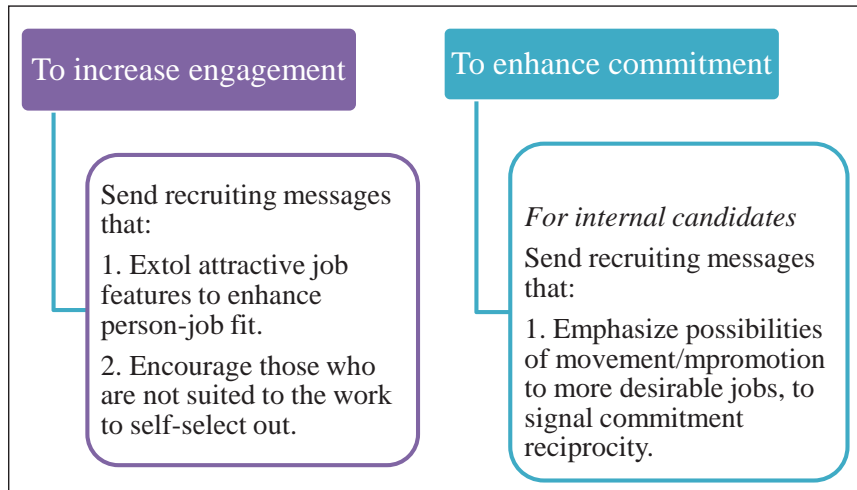 To increase engagement
Send recruiting messages
that:
1. Extol attractive job
features to enhance
person-job fit.
2. Encourage those who
are not suited to the work
to self-select out.
To enhance commitment
For internal candidates
Send recruiting messages
that:
1. Emphasize possibilities
of movement/mpromotion
to more desirable jobs, to
signal commitment
reciprocity.